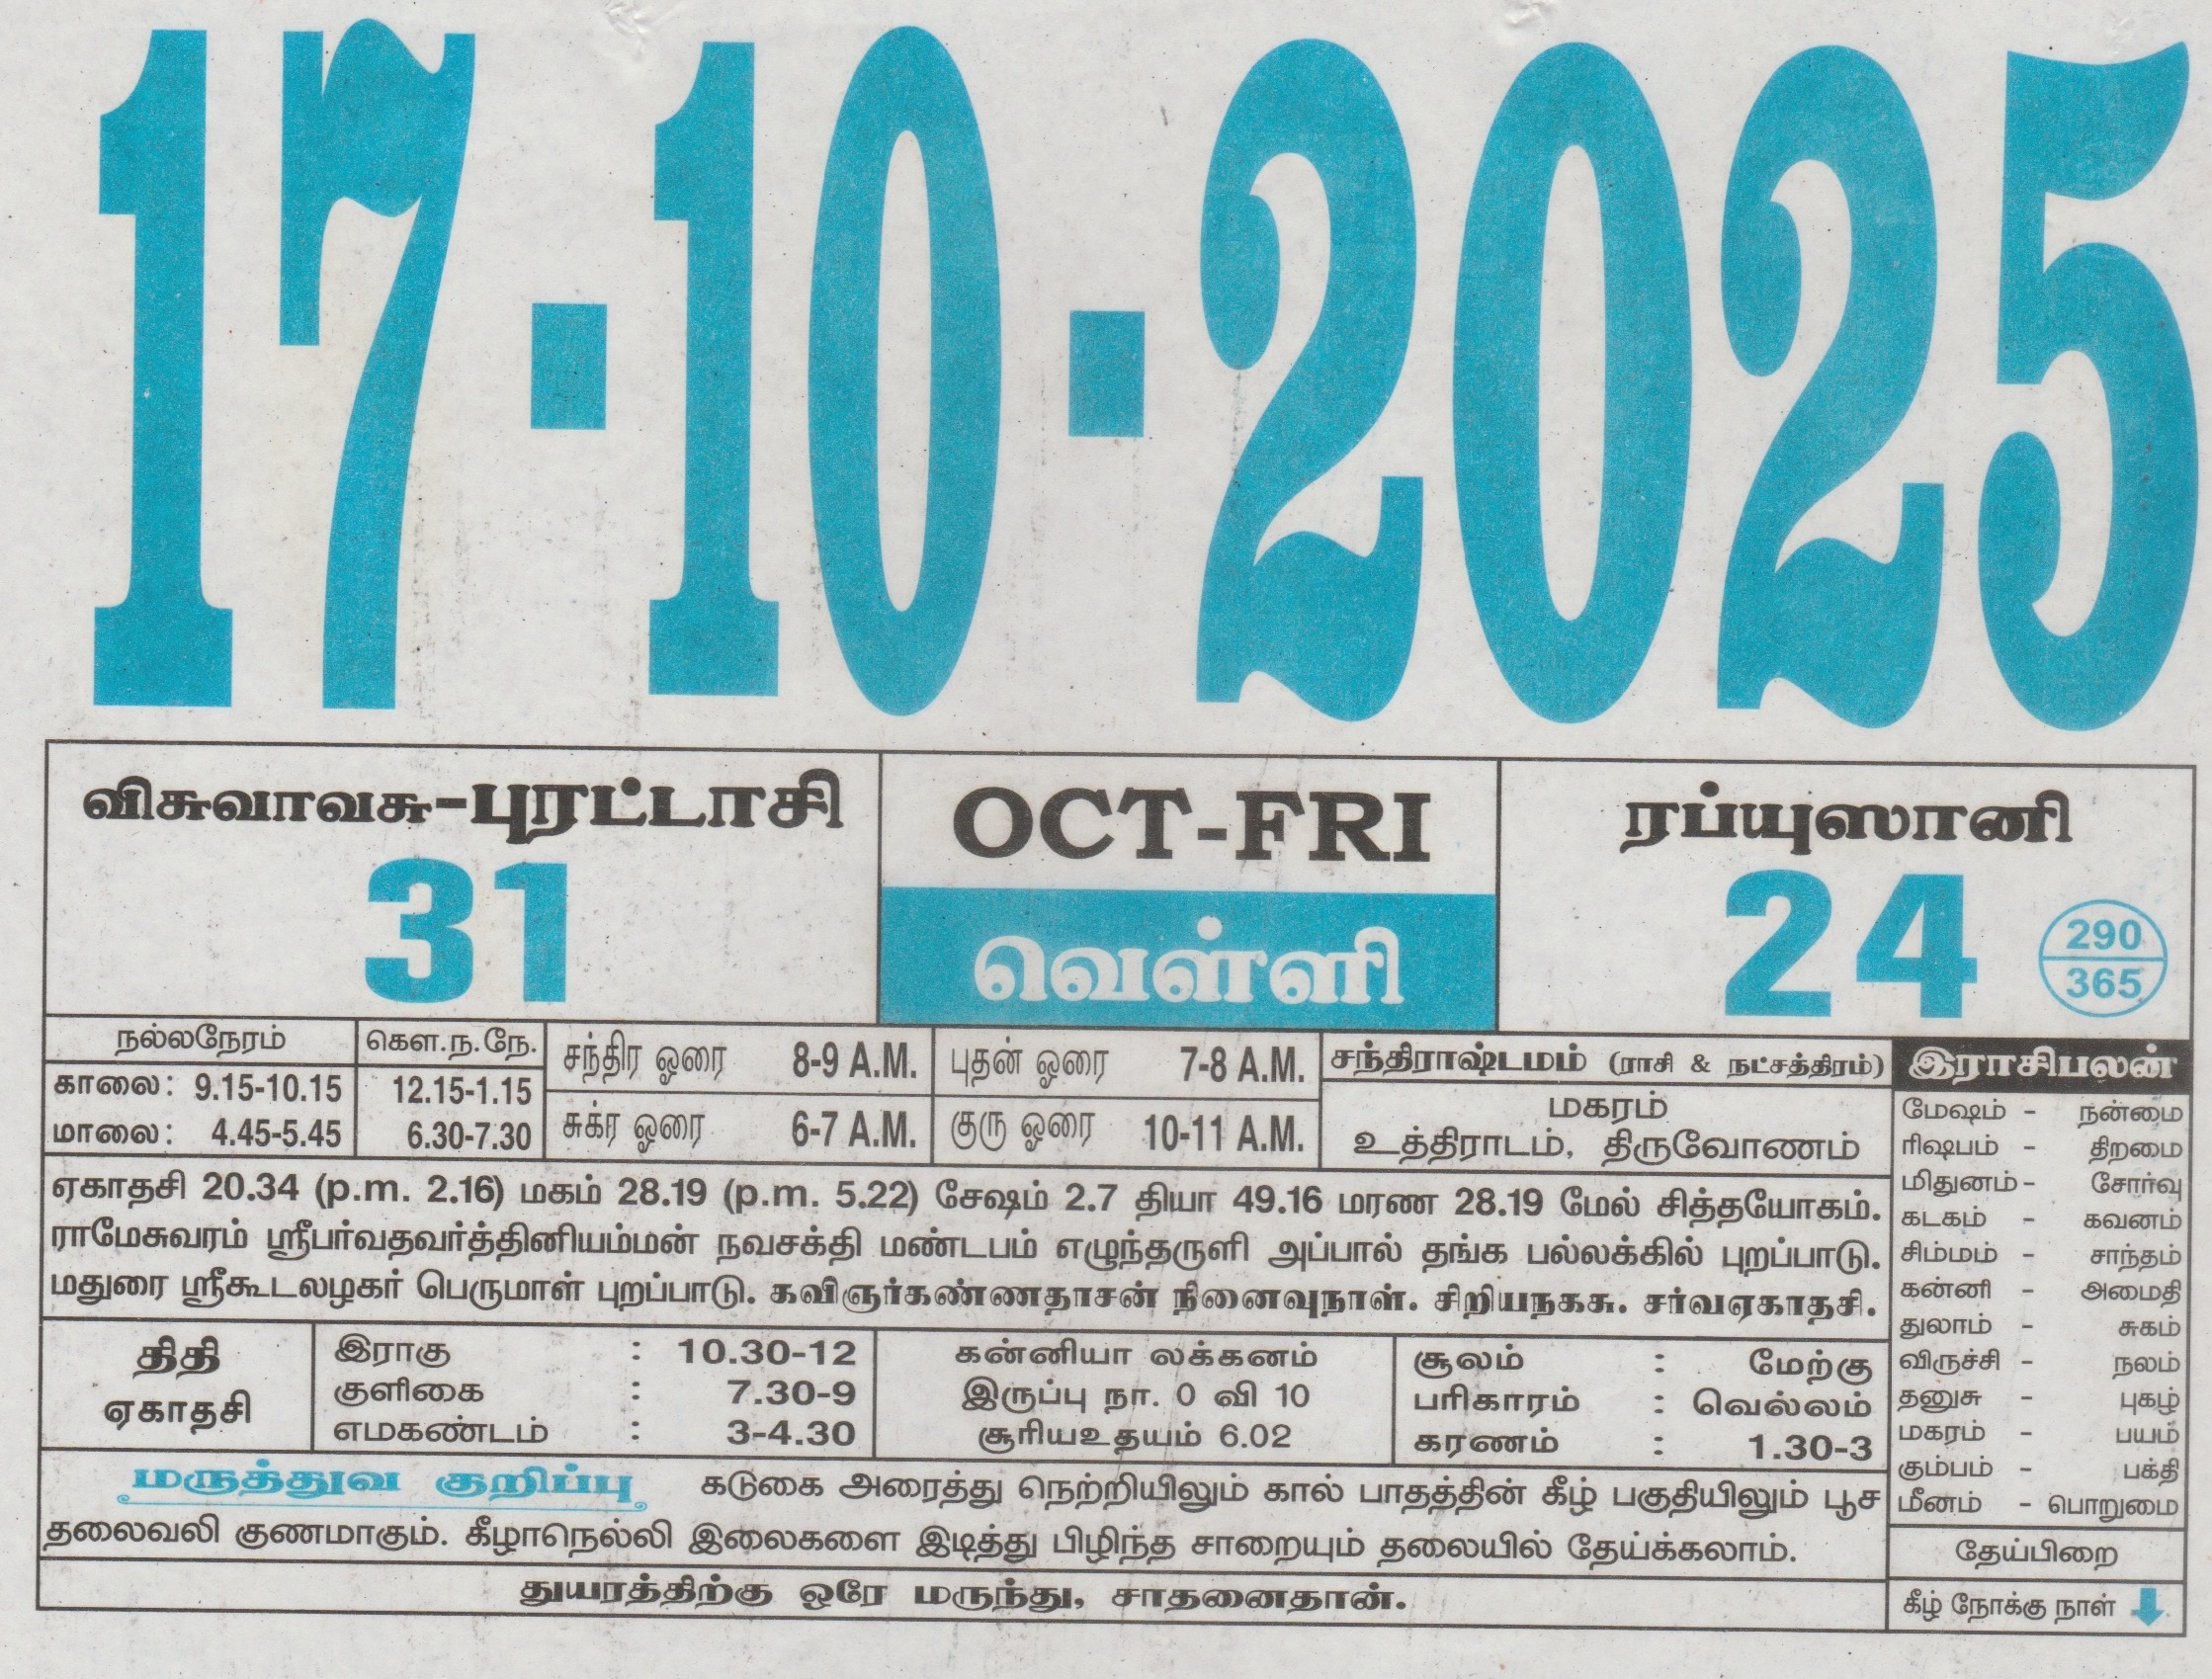 17-10-2025
விசுவாவசு-புரட்டாசி
31
OCT-FRI
வெள்ளி
ரப்யுஸானி
24
290
365
நல்லநேரம்
காலை: 9.15-10.15
மாலை: 4.45-5.45
கௌ.ந.நே.
12.15-1.15
6.30-7.30
சந்திர ஓரை 8-9 A.M.
சுக்ர ஓரை 6-7 A.M.
புதன் ஓரை 7-8 A.M.
குரு ஓரை 10-11 A.M.
சந்திராஷ்டமம் (ராசி & நட்சத்திரம்)
மகரம்
உத்திராடம், திருவோணம்
ஏகாதசி 20.34 (p.m. 2.16) மகம் 28.19 (p.m. 5.22) சேஷம் 2.7 தியா 49.16 மரண 28.19 மேல் சித்தயோகம்.
ராமேசுவரம் ஸ்ரீபர்வதவர்த்தினியம்மன் நவசக்தி மண்டபம் எழுந்தருளி அப்பால் தங்க பல்லக்கில் புறப்பாடு.
மதுரை ஸ்ரீகூடலழகர் பெருமாள் புறப்பாடு. கவிஞர்கண்ணதாசன் நினைவுநாள். சிறியநகசு. சர்வஏகாதசி.
திதி
ஏகாதசி
இராகு : 10.30-12
குளிகை : 7.30-9
எமகண்டம் : 3-4.30
கன்னியா லக்கனம்
இருப்பு நா. 0 வி 10
சூரியஉதயம் 6.02
சூலம் : மேற்கு
பரிகாரம் : வெல்லம்
கரணம் : 1.30-3
மருத்துவ குறிப்பு கடுகை அரைத்து நெற்றியிலும் கால் பாதத்தின் கீழ் பகுதியிலும் பூச
தலைவலி குணமாகும். கீழாநெல்லி இலைகளை இடித்து பிழிந்த சாறையும் தலையில் தேய்க்கலாம்.
துயரத்திற்கு ஒரே மருந்து, சாதனைதான்.
இராசிபலன்
மேஷம் - நன்மை
ரிஷபம் - திறமை
மிதுனம் - சோர்வு
கடகம் - கவனம்
சிம்மம் - சாந்தம்
கன்னி - அமைதி
துலாம் - சுகம்
விருச்சி - நலம்
தனுசு - புகழ்
மகரம் - பயம்
கும்பம் - பக்தி
மீனம் - பொறுமை
தேய்பிறை
கீழ் நோக்கு நாள்